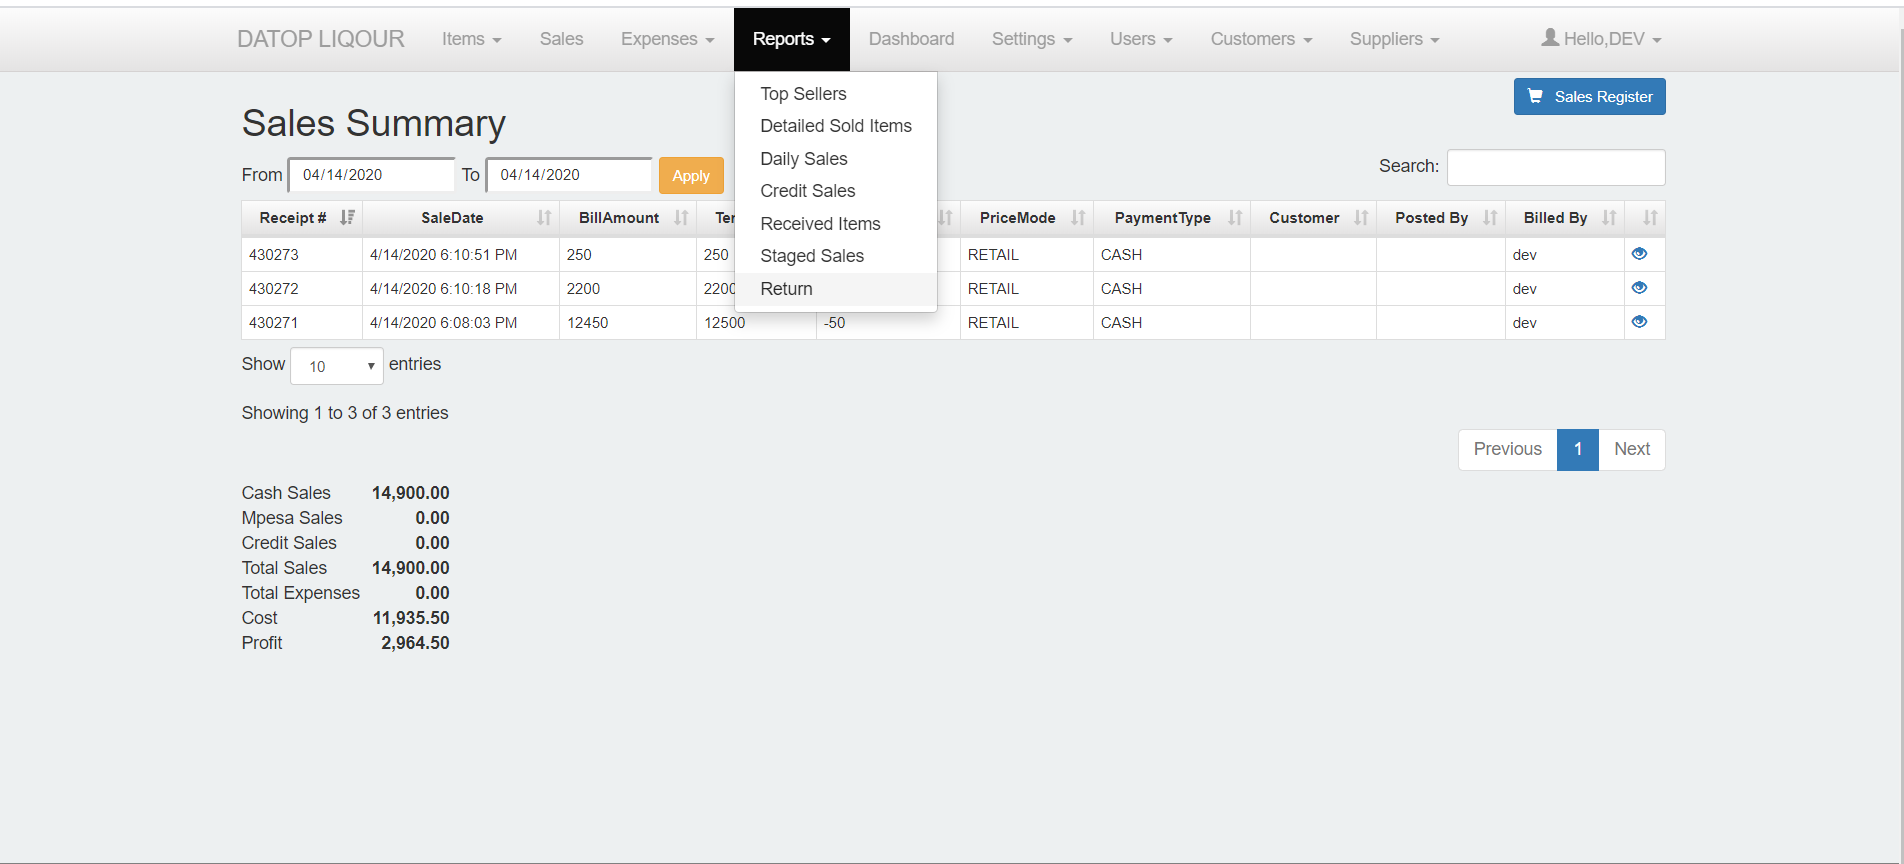 DATOP LIQOUR Items Sales Expenses Reports Dashboard Settings Users Customers Suppliers Hello,DEV
Top Sellers
Detailed Sold Items
Daily Sales
Credit Sales
Received Items
Staged Sales
Return
Sales Register
Sales Summary
From 04/14/2020 To 04/14/2020 Apply
Search:
Receipt # SaleDate BillAmount PriceMode PaymentType Customer Posted By Billed By
430273 4/14/2020 6:10:51 PM 250 250 RETAIL CASH dev
430272 4/14/2020 6:10:18 PM 2200 2200 RETAIL CASH dev
430271 4/14/2020 6:08:03 PM 12450 12500 -50 RETAIL CASH dev
Show 10 entries
Showing 1 to 3 of 3 entries
Previous 1 Next
Cash Sales 14,900.00
Mpesa Sales 0.00
Credit Sales 0.00
Total Sales 14,900.00
Total Expenses 0.00
Cost 11,935.50
Profit 2,964.50